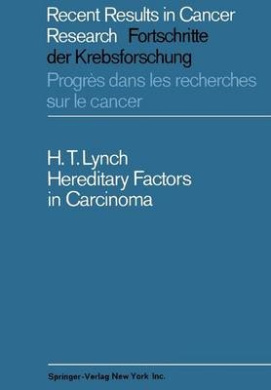 Recent Results in Cancer
Research Fortschritte
der Krebsforschung
Progrès dans les recherches
sur le cancer
H. T. Lynch
Hereditary Factors
in Carcinoma
Springer-Verlag New York Inc.